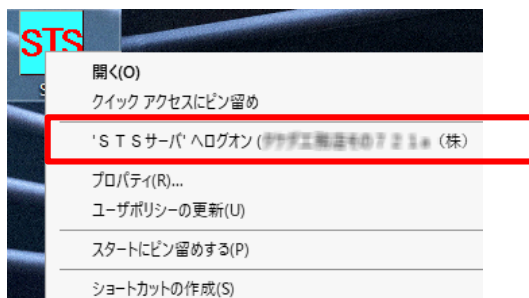 STS
S
開く(O)
クイック アクセスにピン留め
'ＳＴＳサーバ' へログオン (（株）
プロパティ(R)...
ユーザポリシーの更新(U)
スタートにピン留めする(P)
ショートカットの作成(S)